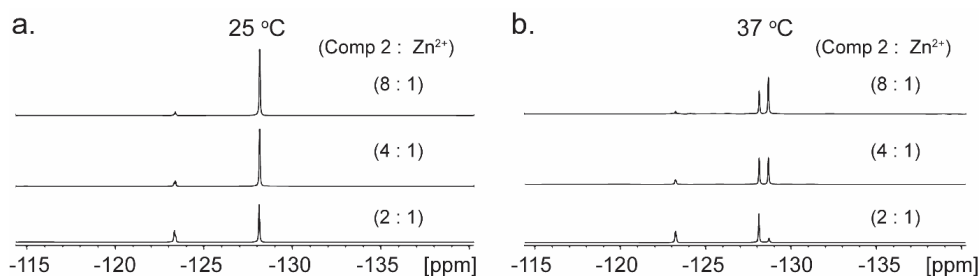 a.
25 °C
(Comp 2 : Zn²⁺)
(8 : 1)
(4 : 1)
(2 : 1)
-115 -120 -125 -130 -135 [ppm]
b.
37 °C
(Comp 2 : Zn²⁺)
(8 : 1)
(4 : 1)
(2 : 1)
-115 -120 -125 -130 -135 [ppm]